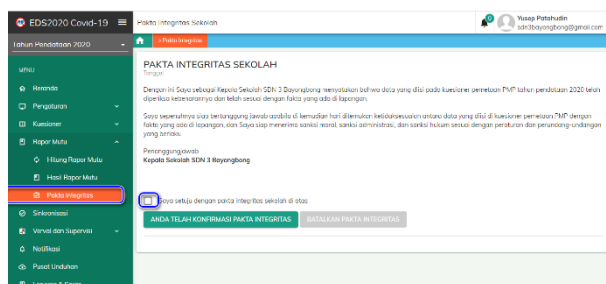 EDS2020 Covid-19
Pakta Integritas Sekolah
Yusep Patahudin
sdn3bayongbong@gmail.com
Tahun Pendataan 2020
Pakta Integritas
MENU
Beranda
Pengaturan
Kuesioner
Rapor Mutu
Hitung Rapor Mutu
Hasil Rapor Mutu
Pakta Integritas
Sinkronisasi
Verval dan Supervisi
Notifikasi
Pusat Unduhan
PAKTA INTEGRITAS SEKOLAH
Tanggal
Dengan ini Saya sebagai Kepala Sekolah SDN 3 Bayongbong menyatakan bahwa data yang diisi pada kuesioner pemetaan PMP tahun pendataan 2020 telah
diperiksa kebenarannya dan telah sesuai dengan fakta yang ada di lapangan.
Saya sepenuhnya siap bertanggung jawab apabila di kemudian hari ditemukan ketidaksesuaian antara data yang diisi di kuesioner pemetaan PMP dengan
fakta yang ada di lapangan, dan Saya siap menerima sanksi moral, sanksi administrasi, dan sanksi hukum sesuai dengan peraturan dan perundang-undangan
yang berlaku.
Penanggungjawab
Kepala Sekolah SDN 3 Bayongbong
Saya setuju dengan pakta integritas sekolah di atas
ANDA TELAH KONFIRMASI PAKTA INTEGRITAS
BATALKAN PAKTA INTEGRITAS